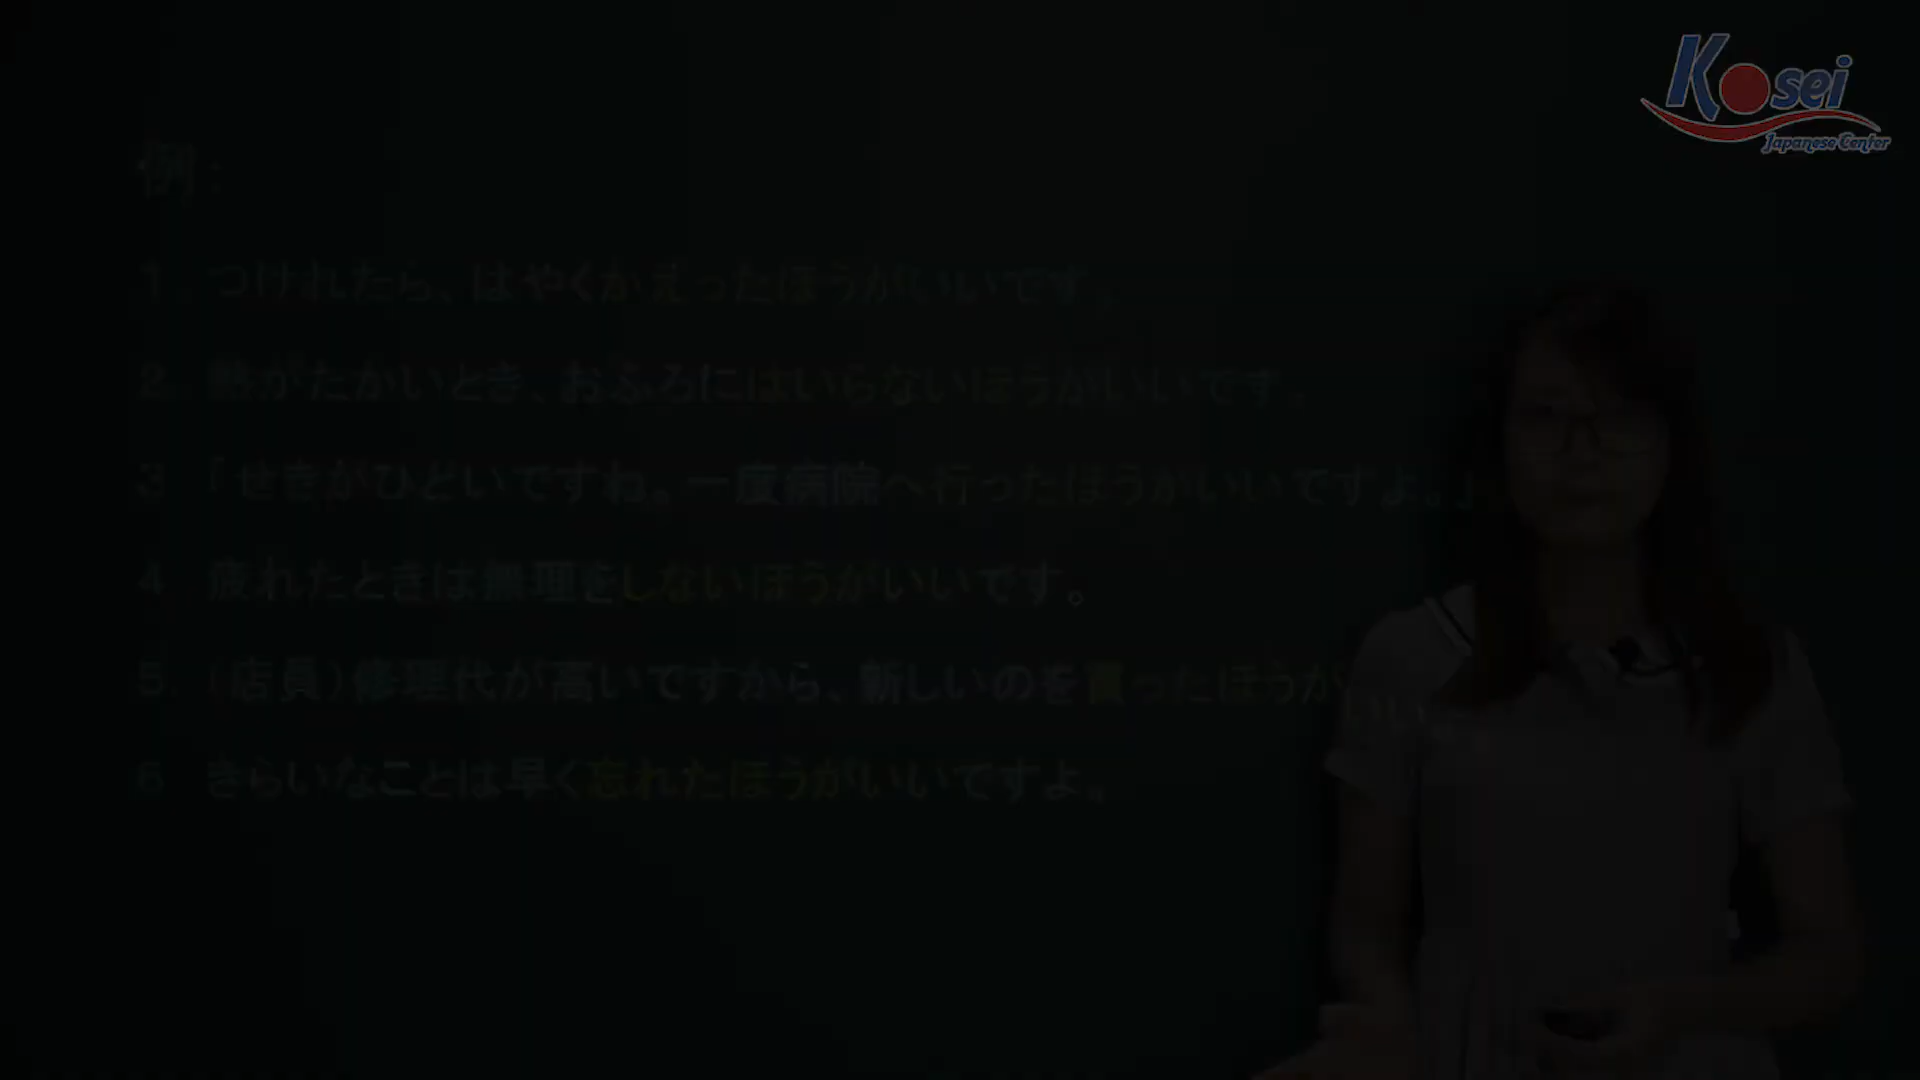 Kosei
Japanese Center
例:
1. つけれたら、はやくかえったほうがいいです。
2. 熱がたかいとき、おふろにはいらないほうがいいです。
3 「せきがひどいですね。一度病院へ行ったほうがいいですよ。」
4. 疲れたときは無理をしないほうがいいです。
5. (店員)修理代が高いですから、新しいのを買ったほうが
いい
6. きらいなことは早く忘れたほうがいいですよ。